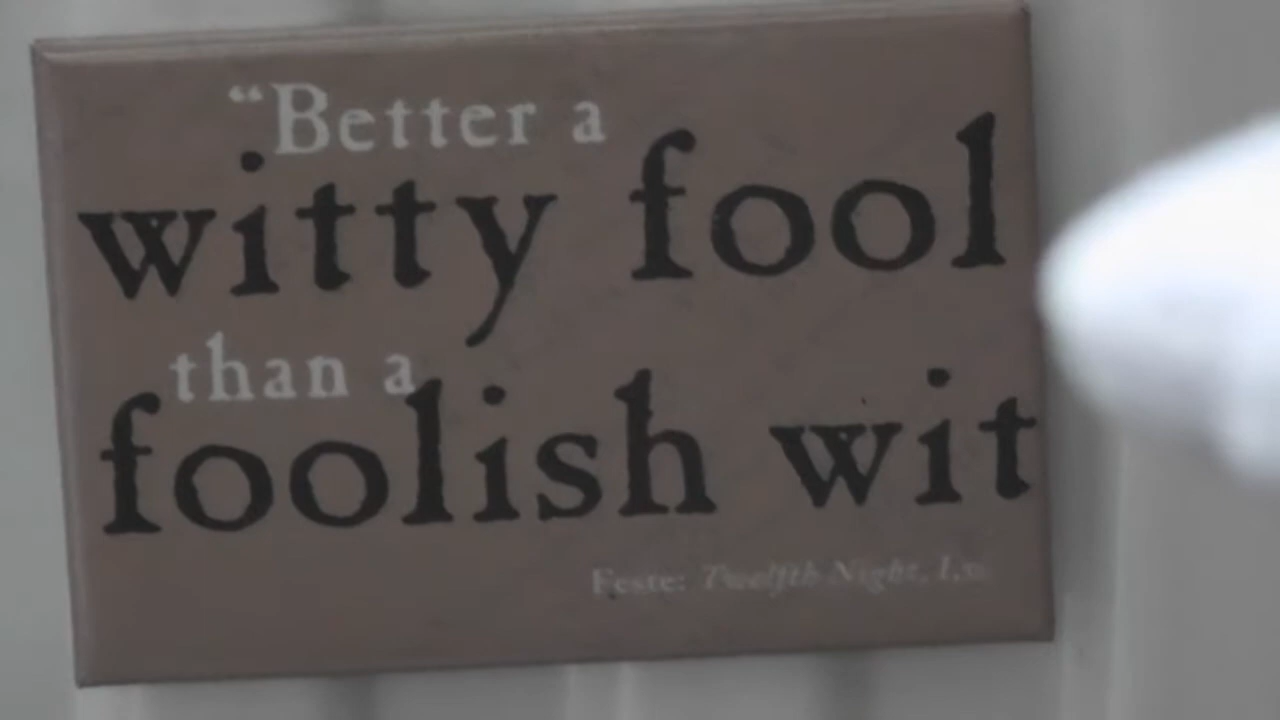 “Better a
witty fool
than a
foolish wit
Feste: Twelfth Night, I.v.